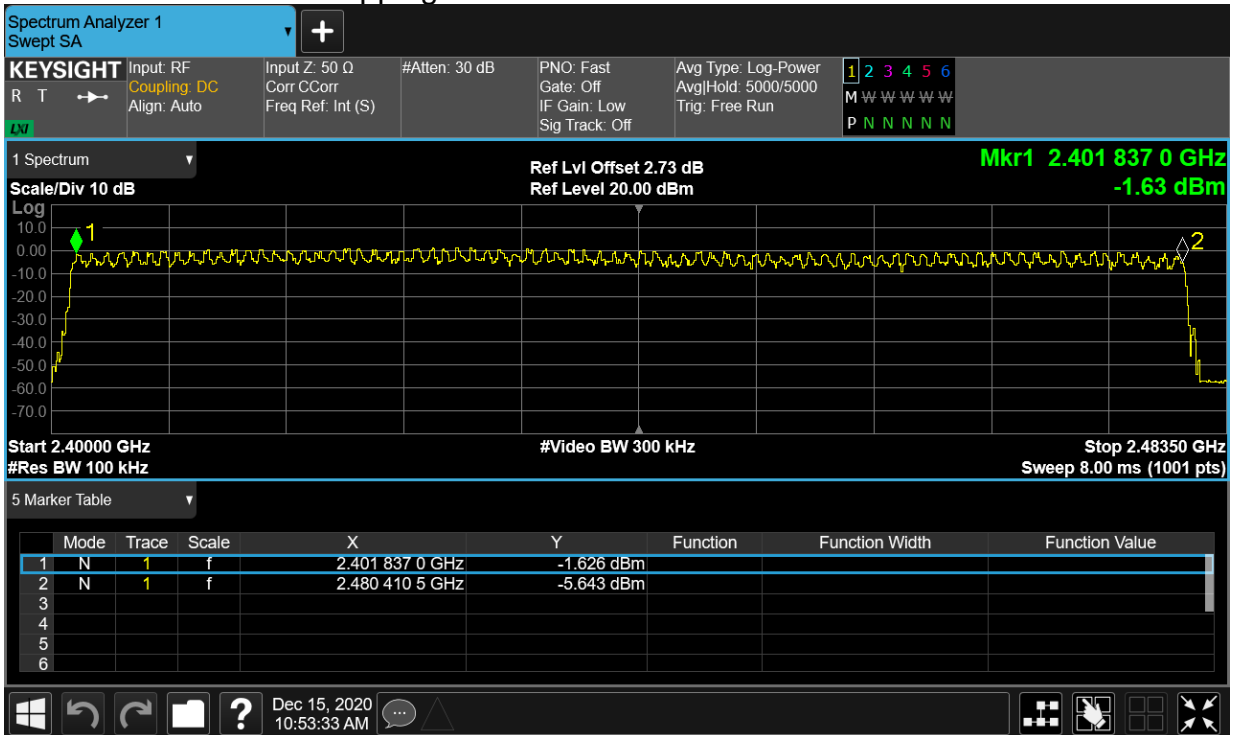 Spectrum Analyzer 1
Swept SA
+
KEYSIGHT
R T
LXI
Input: RF
Coupling: DC
Align: Auto
Input Z: 50 Ω
Corr CCorr
Freq Ref: Int (S)
#Atten: 30 dB
PNO: Fast
Gate: Off
IF Gain: Low
Sig Track: Off
Avg Type: Log-Power
Avg|Hold: 5000/5000
Trig: Free Run
1 2 3 4 5 6
M W W W W W
P N N N N N
1 Spectrum
Scale/Div 10 dB
Ref Lvl Offset 2.73 dB
Ref Level 20.00 dBm
Mkr1 2.401 837 0 GHz
-1.63 dBm
Log
10.0
0.00
-10.0
-20.0
-30.0
-40.0
-50.0
-60.0
-70.0
1
2
Start 2.40000 GHz
#Res BW 100 kHz
#Video BW 300 kHz
Stop 2.48350 GHz
Sweep 8.00 ms (1001 pts)
5 Marker Table
Mode Trace Scale X Y Function Function Width Function Value
1 N 1 f 2.401 837 0 GHz -1.626 dBm
2 N 1 f 2.480 410 5 GHz -5.643 dBm
3
4
5
6
?
Dec 15, 2020
10:53:33 AM